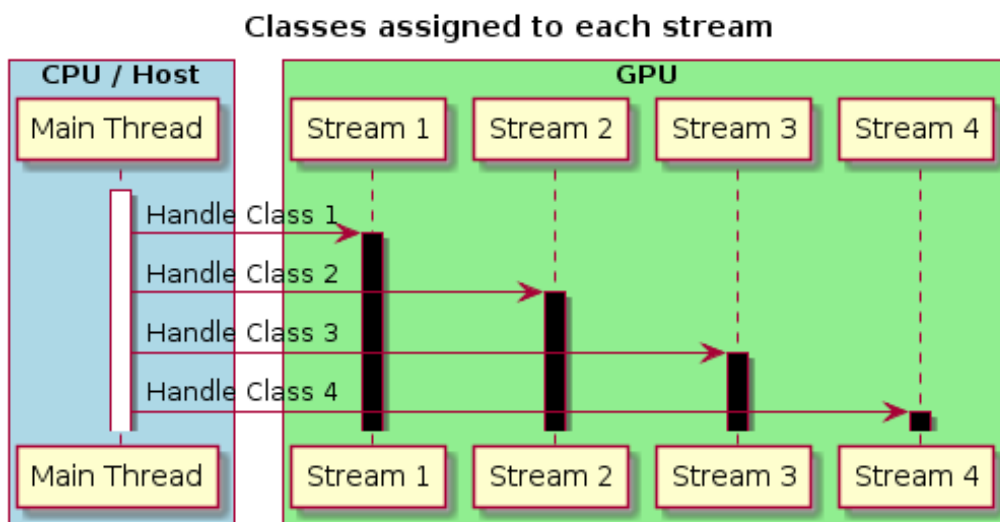 Classes assigned to each stream
CPU / Host
GPU
Main Thread
Stream 1
Stream 2
Stream 3
Stream 4
Handle Class 1
Handle Class 2
Handle Class 3
Handle Class 4
Main Thread
Stream 1
Stream 2
Stream 3
Stream 4